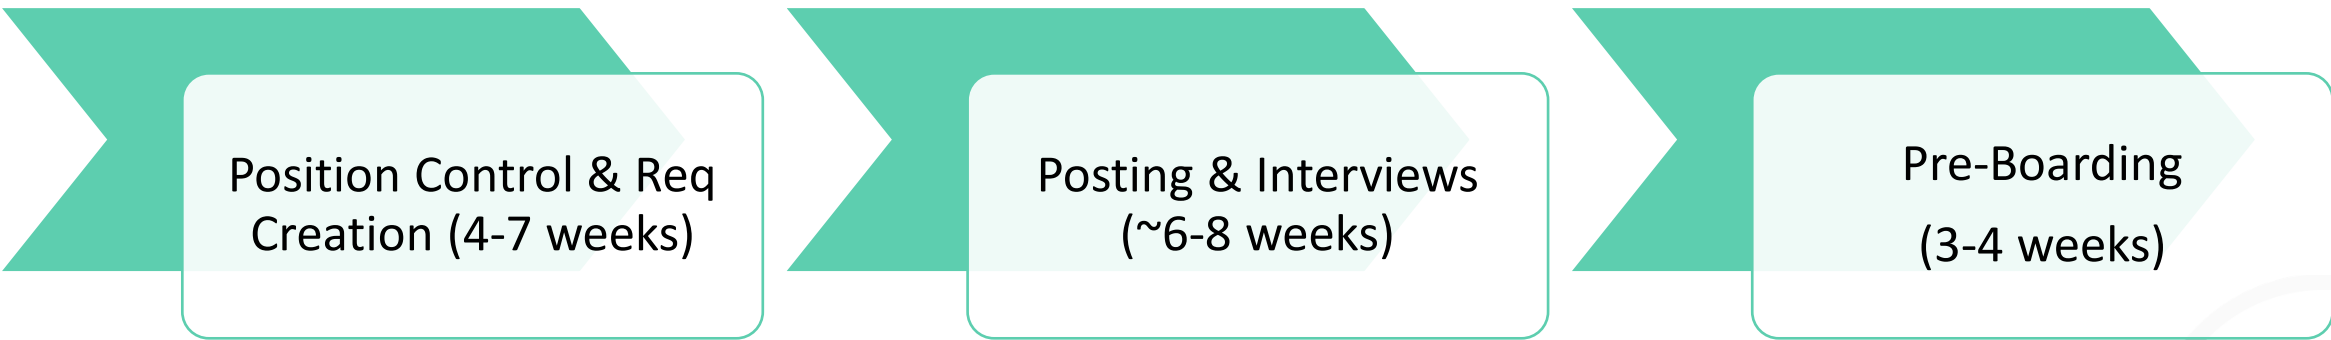 Position Control & Req
Creation (4-7 weeks)
Posting & Interviews
(~6-8 weeks)
Pre-Boarding
(3-4 weeks)